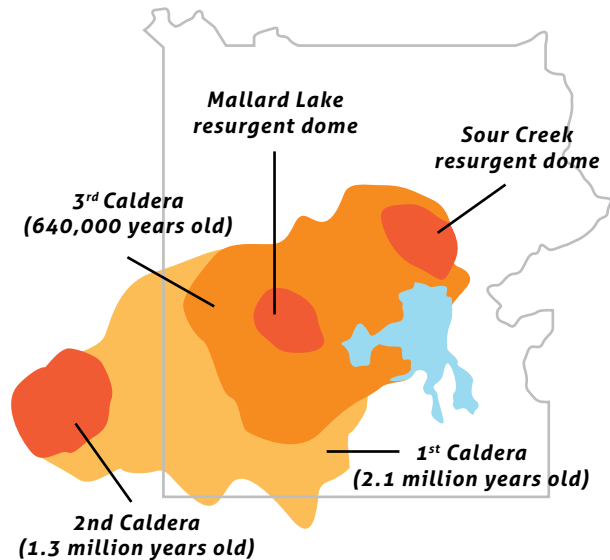 Mallard Lake
resurgent dome
Sour Creek
resurgent dome
3rd Caldera
(640,000 years old)
1st Caldera
(2.1 million years old)
2nd Caldera
(1.3 million years old)